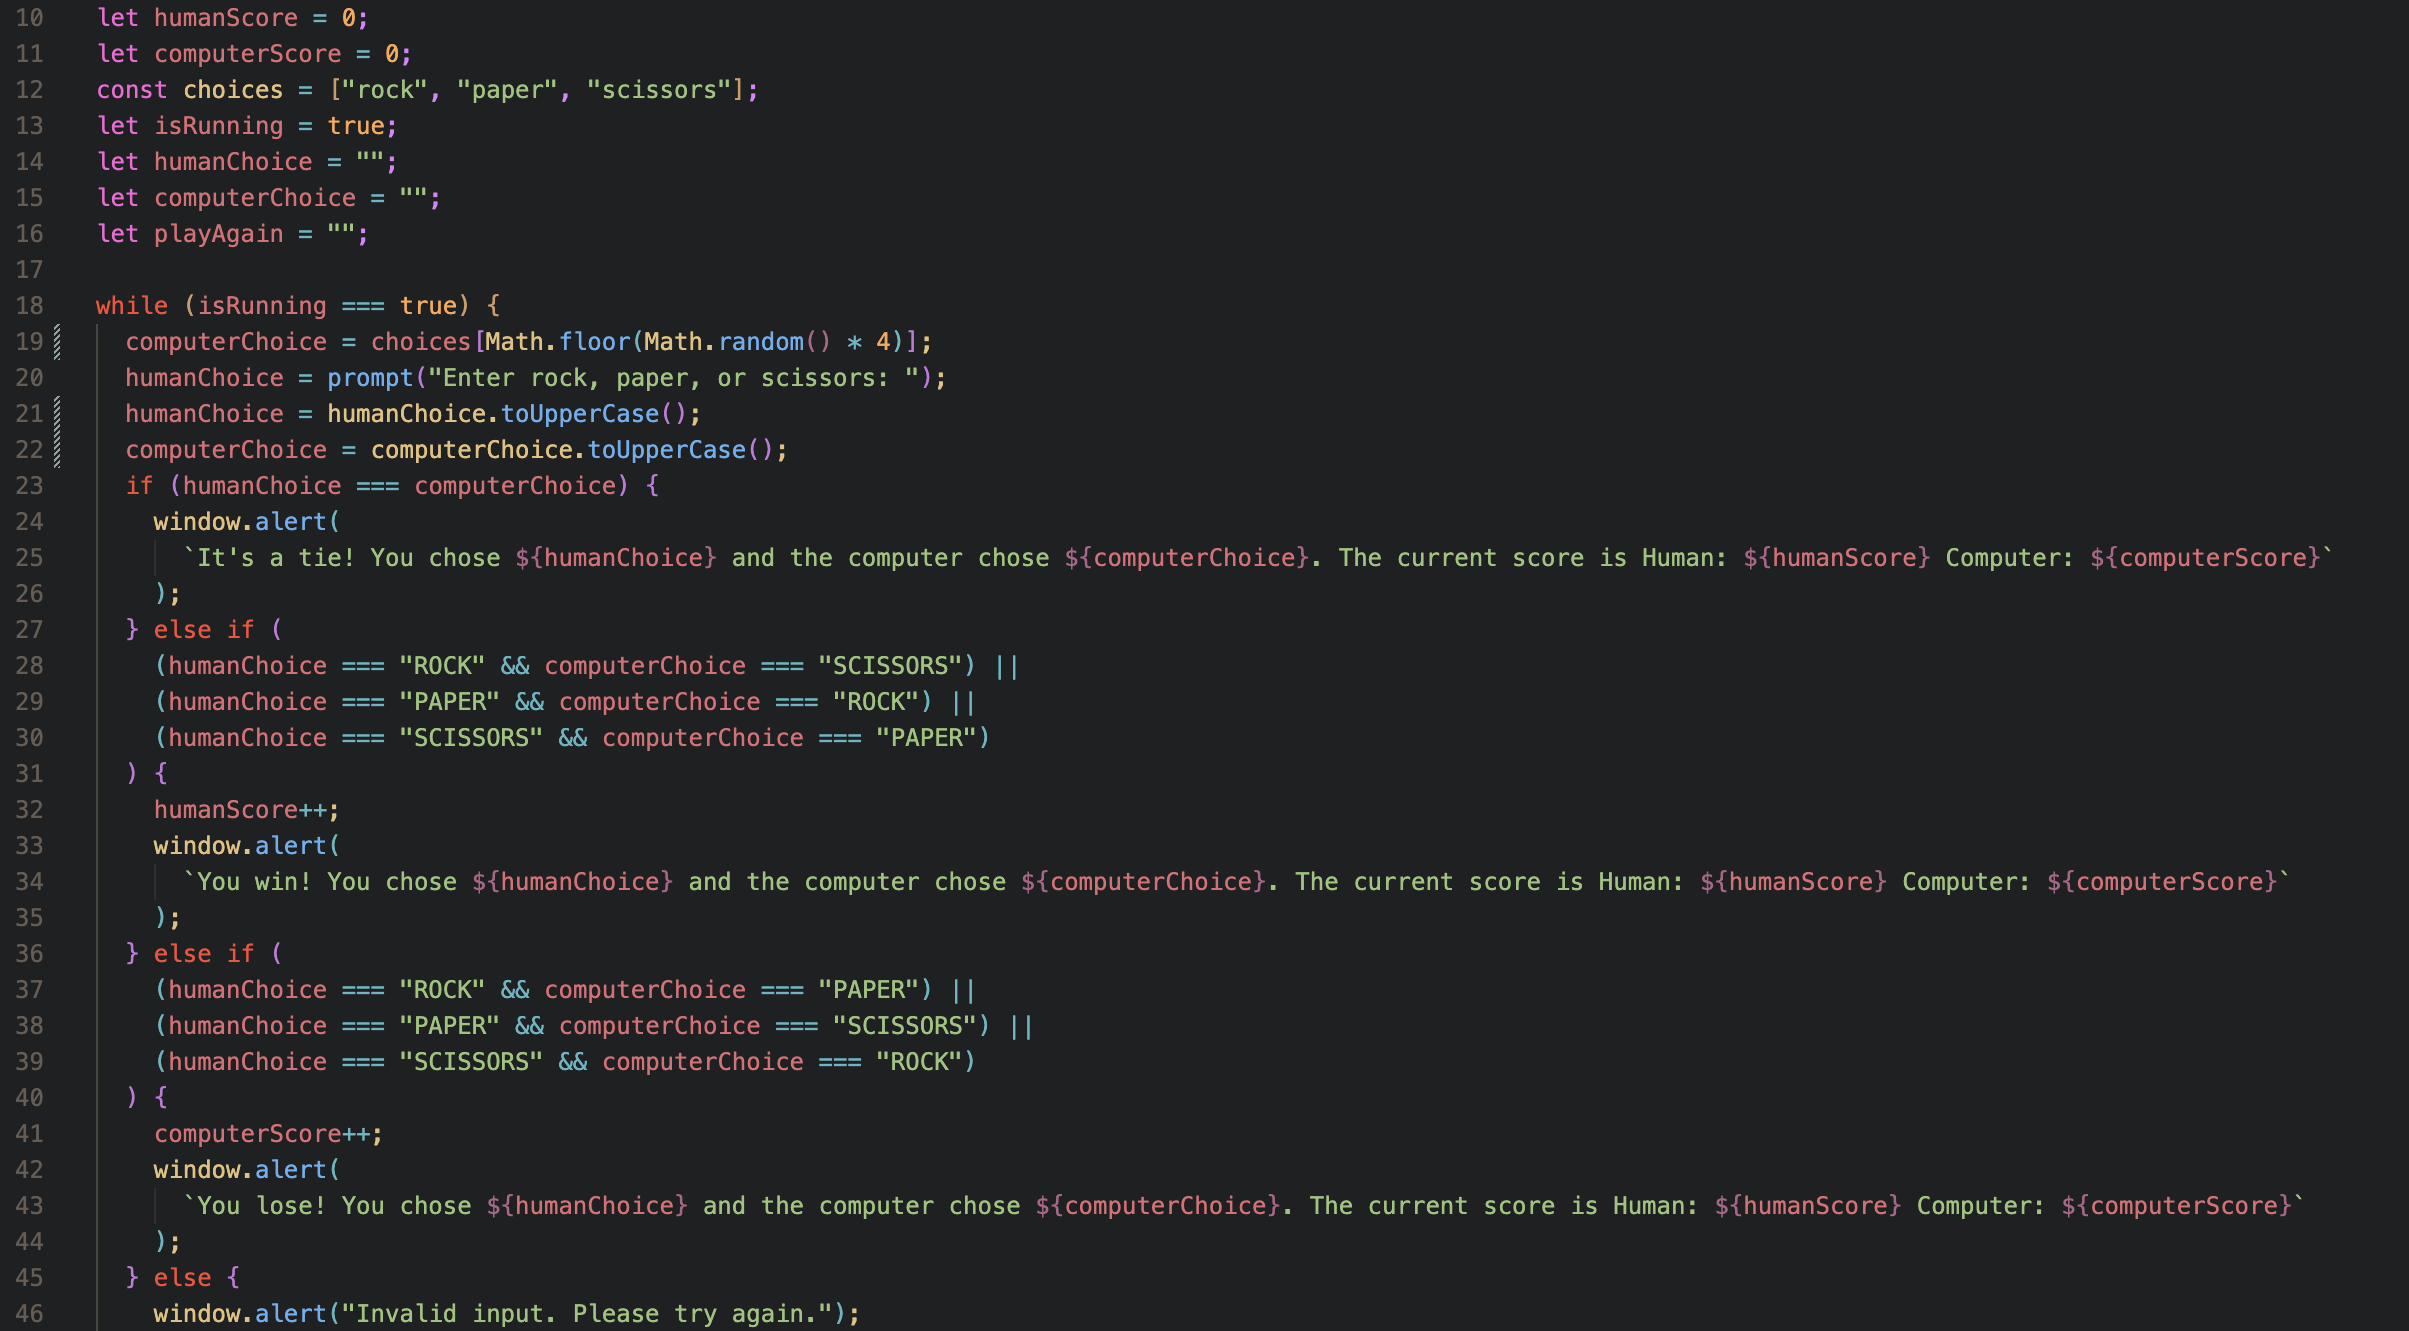 10 let humanScore = 0;
11 let computerScore = 0;
12 const choices = ["rock", "paper", "scissors"];
13 let isRunning = true;
14 let humanChoice = "";
15 let computerChoice = "";
16 let playAgain = "";
17
18 while (isRunning === true) {
19 computerChoice = choices[Math.floor(Math.random() * 4)];
20 humanChoice = prompt("Enter rock, paper, or scissors: ");
21 humanChoice = humanChoice.toUpperCase();
22 computerChoice = computerChoice.toUpperCase();
23 if (humanChoice === computerChoice) {
24 window.alert(
25 `It's a tie! You chose ${humanChoice} and the computer chose ${computerChoice}. The current score is Human: ${humanScore} Computer: ${computerScore}`
26 );
27 } else if (
28 (humanChoice === "ROCK" && computerChoice === "SCISSORS") ||
29 (humanChoice === "PAPER" && computerChoice === "ROCK") ||
30 (humanChoice === "SCISSORS" && computerChoice === "PAPER")
31 ) {
32 humanScore++;
33 window.alert(
34 `You win! You chose ${humanChoice} and the computer chose ${computerChoice}. The current score is Human: ${humanScore} Computer: ${computerScore}`
35 );
36 } else if (
37 (humanChoice === "ROCK" && computerChoice === "PAPER") ||
38 (humanChoice === "PAPER" && computerChoice === "SCISSORS") ||
39 (humanChoice === "SCISSORS" && computerChoice === "ROCK")
40 ) {
41 computerScore++;
42 window.alert(
43 `You lose! You chose ${humanChoice} and the computer chose ${computerChoice}. The current score is Human: ${humanScore} Computer: ${computerScore}`
44 );
45 } else {
46 window.alert("Invalid input. Please try again.");